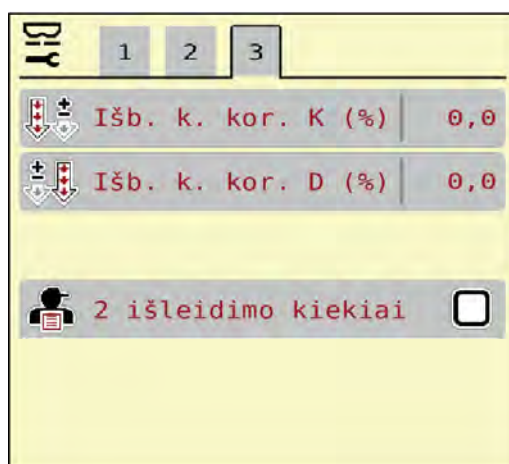 1 2 3
Išb. k. kor. K (%) 0,0
Išb. k. kor. D (%) 0,0
2 išleidimo kiekiai